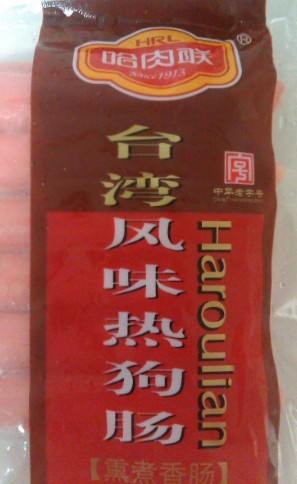 HRL
哈肉联®
Since 1913
中华老字号
台湾风味热狗肠
Haroulian
【熏煮香肠】